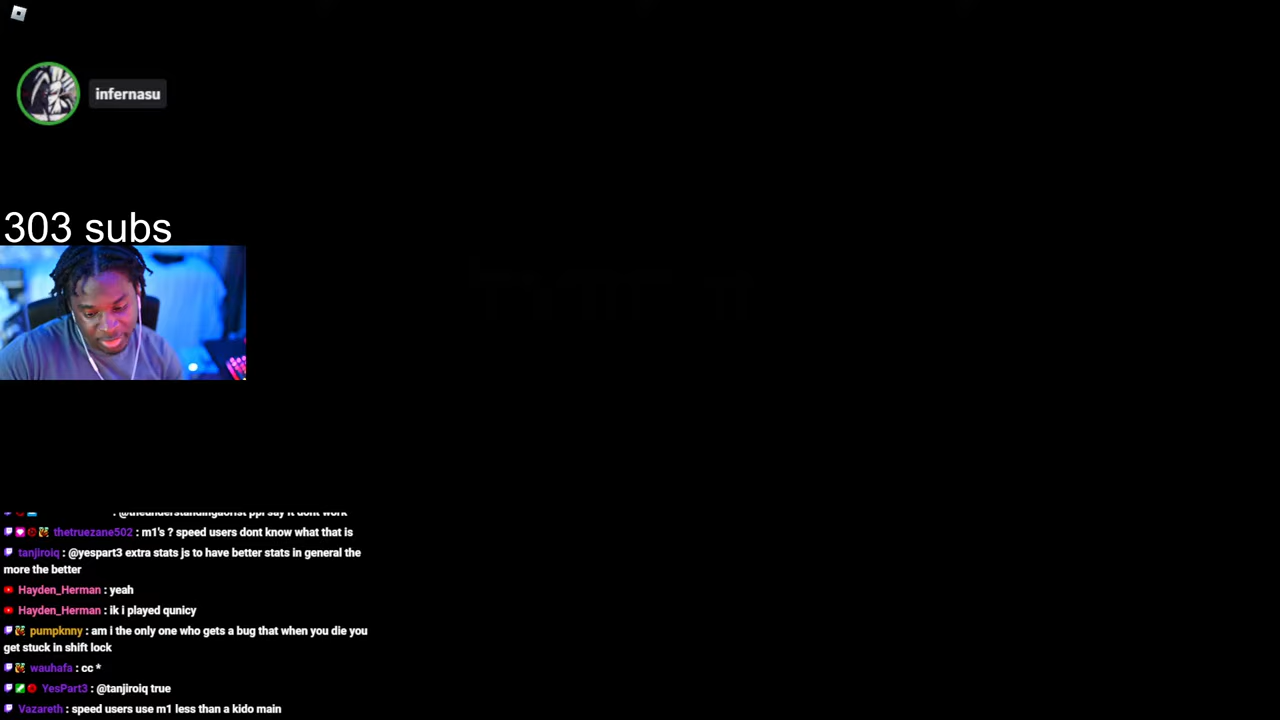 infernasu
303 subs
thetruezane502 : m1's ? speed users dont know what that is
tanjiroiq : @yespart3 extra stats js to have better stats in general the
more the better
Hayden_Herman : yeah
Hayden_Herman : ik i played qunicy
pumpknny : am i the only one who gets a bug that when you die you
get stuck in shift lock
wauhafa : cc *
YesPart3 : @tanjiroiq true
Vazareth : speed users use m1 less than a kido main